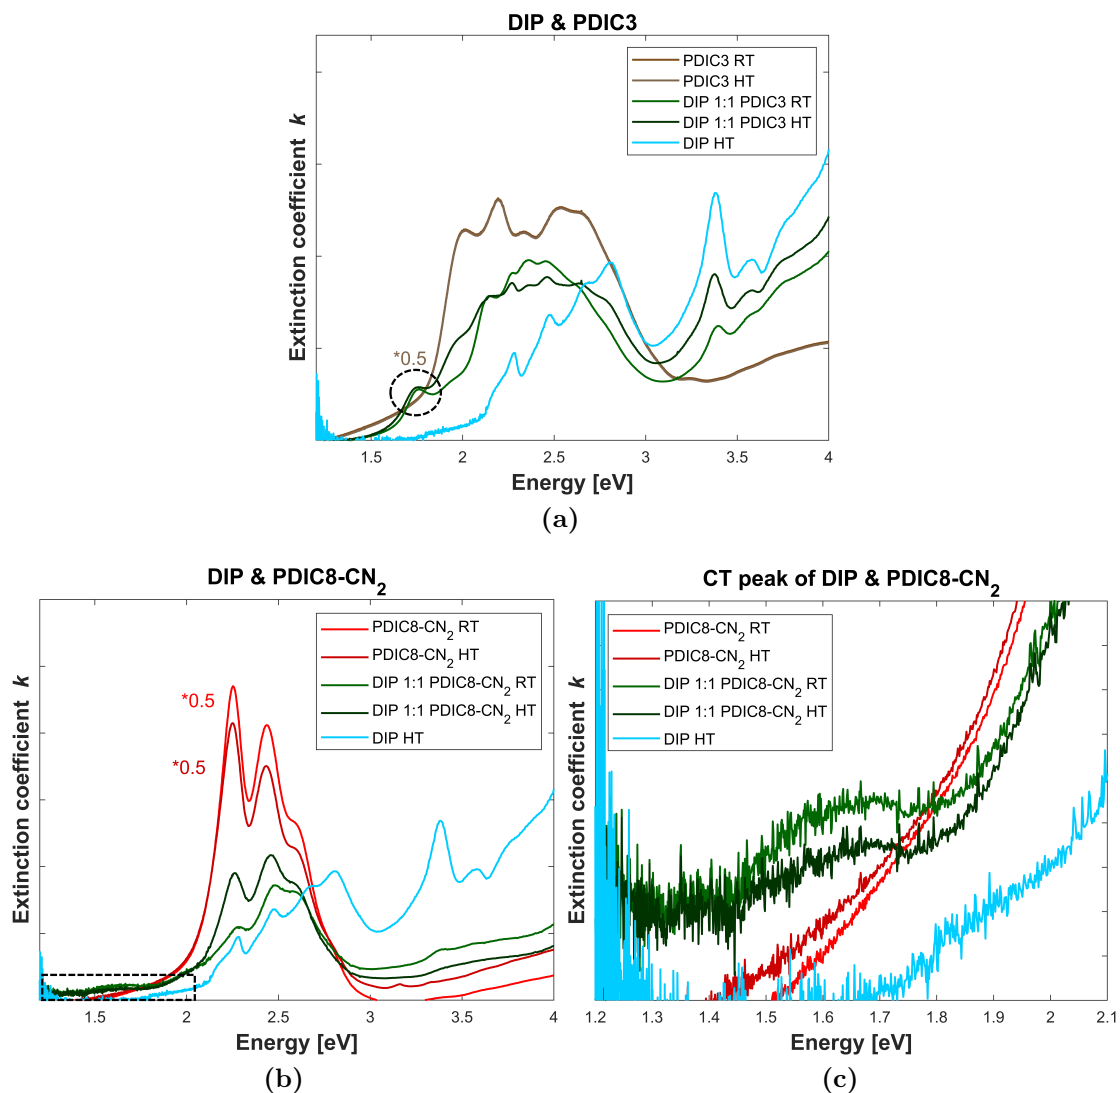 DIP & PDIC3
PDIC3 RT
PDIC3 HT
DIP 1:1 PDIC3 RT
DIP 1:1 PDIC3 HT
DIP HT
*0.5
Extinction coefficient k
1.5 2 2.5 3 3.5 4
Energy [eV]
(a)
DIP & PDIC8-CN2
PDIC8-CN2 RT
PDIC8-CN2 HT
DIP 1:1 PDIC8-CN2 RT
DIP 1:1 PDIC8-CN2 HT
DIP HT
*0.5
*0.5
Extinction coefficient k
1.5 2 2.5 3 3.5 4
Energy [eV]
(b)
CT peak of DIP & PDIC8-CN2
PDIC8-CN2 RT
PDIC8-CN2 HT
DIP 1:1 PDIC8-CN2 RT
DIP 1:1 PDIC8-CN2 HT
DIP HT
Extinction coefficient k
1.2 1.3 1.4 1.5 1.6 1.7 1.8 1.9 2 2.1
Energy [eV]
(c)